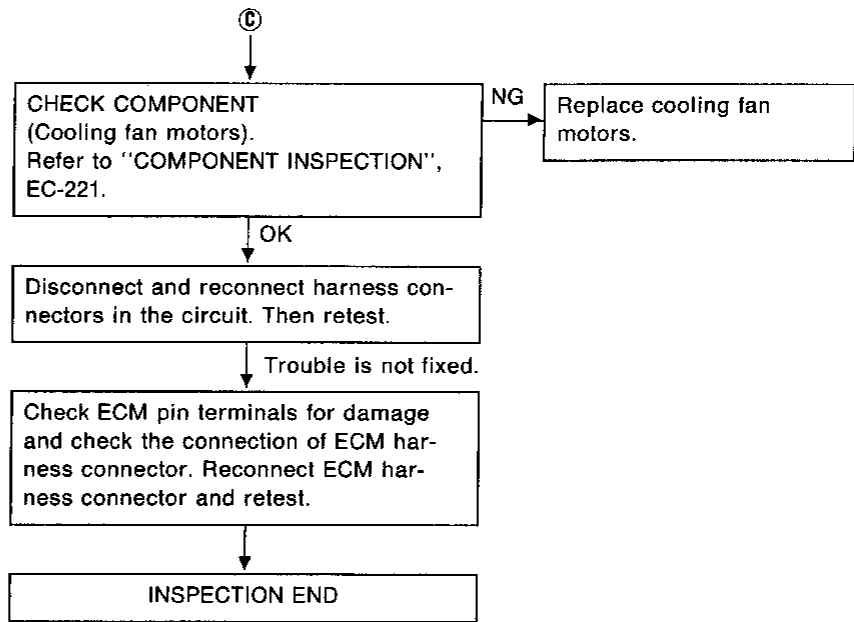 Ⓒ
CHECK COMPONENT
(Cooling fan motors).
Refer to "COMPONENT INSPECTION",
EC-221.
NG
Replace cooling fan
motors.
OK
Disconnect and reconnect harness con-
nectors in the circuit. Then retest.
Trouble is not fixed.
Check ECM pin terminals for damage
and check the connection of ECM har-
ness connector. Reconnect ECM har-
ness connector and retest.
INSPECTION END